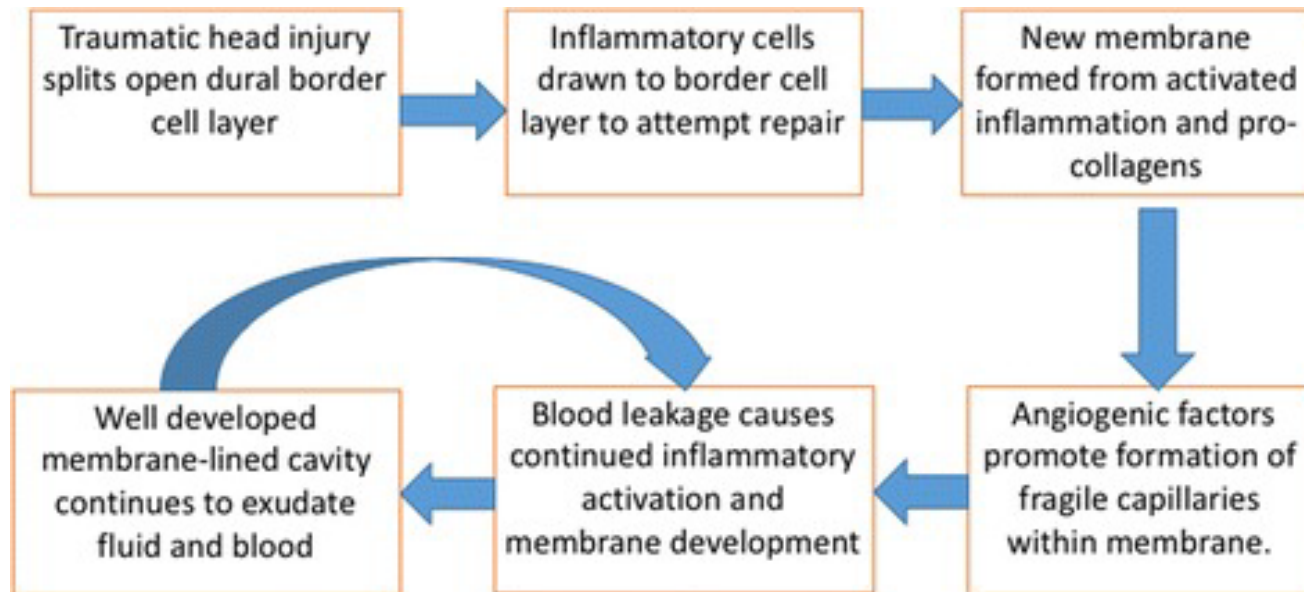 Traumatic head injury
splits open dural border
cell layer
Inflammatory cells
drawn to border cell
layer to attempt repair
New membrane
formed from activated
inflammation and pro-
collagens
Angiogenic factors
promote formation of
fragile capillaries
within membrane.
Blood leakage causes
continued inflammatory
activation and
membrane development
Well developed
membrane-lined cavity
continues to exudate
fluid and blood